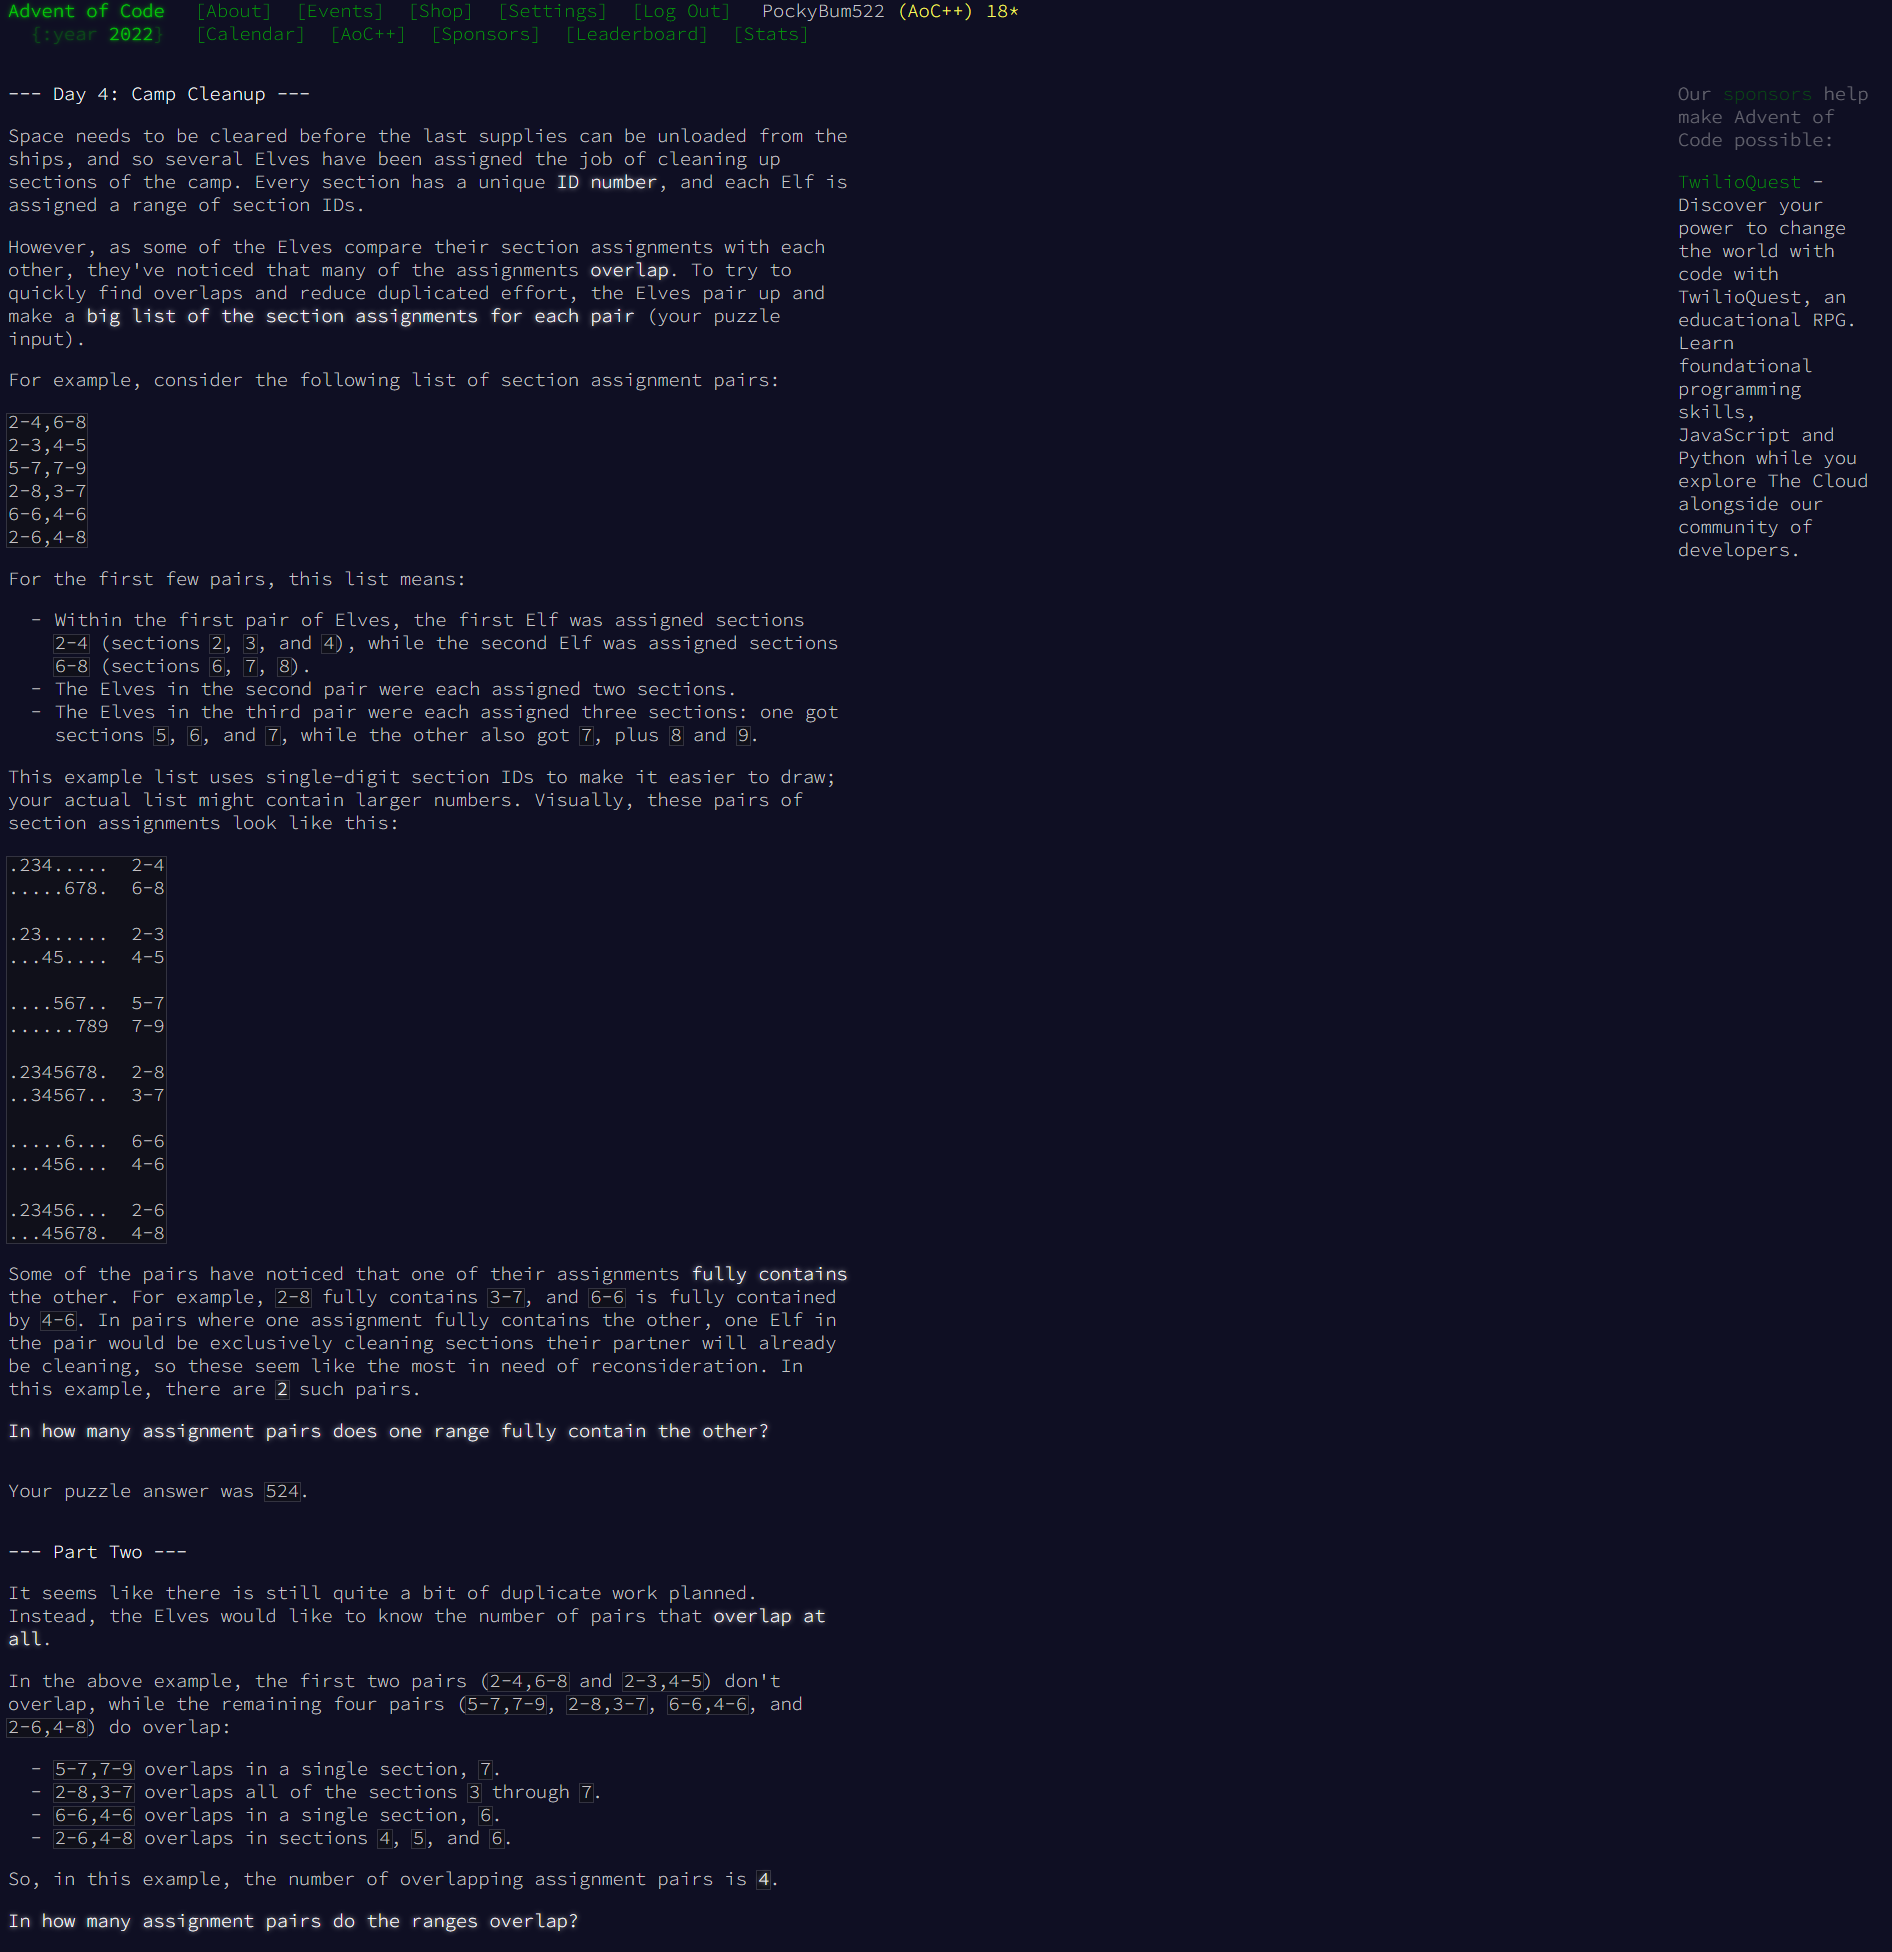 Advent of Code [About] [Events] [Shop] [Settings] [Log Out] PockyBum522 (AoC++) 18*
{:year 2022} [Calendar] [AoC++] [Sponsors] [Leaderboard] [Stats]
--- Day 4: Camp Cleanup ---
Space needs to be cleared before the last supplies can be unloaded from the
ships, and so several Elves have been assigned the job of cleaning up
sections of the camp. Every section has a unique ID number, and each Elf is
assigned a range of section IDs.
However, as some of the Elves compare their section assignments with each
other, they've noticed that many of the assignments overlap. To try to
quickly find overlaps and reduce duplicated effort, the Elves pair up and
make a big list of the section assignments for each pair (your puzzle
input).
For example, consider the following list of section assignment pairs:
2-4,6-8
2-3,4-5
5-7,7-9
2-8,3-7
6-6,4-6
2-6,4-8
For the first few pairs, this list means:
- Within the first pair of Elves, the first Elf was assigned sections
2-4 (sections 2, 3, and 4), while the second Elf was assigned sections
6-8 (sections 6, 7, 8).
- The Elves in the second pair were each assigned two sections.
- The Elves in the third pair were each assigned three sections: one got
sections 5, 6, and 7, while the other also got 7, plus 8 and 9.
This example list uses single-digit section IDs to make it easier to draw;
your actual list might contain larger numbers. Visually, these pairs of
section assignments look like this:
.234..... 2-4
.....678. 6-8
.23...... 2-3
...45.... 4-5
....567.. 5-7
......789 7-9
.2345678. 2-8
..34567.. 3-7
.....6... 6-6
...456... 4-6
.23456... 2-6
...45678. 4-8
Some of the pairs have noticed that one of their assignments fully contains
the other. For example, 2-8 fully contains 3-7, and 6-6 is fully contained
by 4-6. In pairs where one assignment fully contains the other, one Elf in
the pair would be exclusively cleaning sections their partner will already
be cleaning, so these seem like the most in need of reconsideration. In
this example, there are 2 such pairs.
In how many assignment pairs does one range fully contain the other?
Your puzzle answer was 524.
--- Part Two ---
It seems like there is still quite a bit of duplicate work planned.
Instead, the Elves would like to know the number of pairs that overlap at
all.
In the above example, the first two pairs (2-4,6-8 and 2-3,4-5) don't
overlap, while the remaining four pairs (5-7,7-9, 2-8,3-7, 6-6,4-6, and
2-6,4-8) do overlap:
- 5-7,7-9 overlaps in a single section, 7.
- 2-8,3-7 overlaps all of the sections 3 through 7.
- 6-6,4-6 overlaps in a single section, 6.
- 2-6,4-8 overlaps in sections 4, 5, and 6.
So, in this example, the number of overlapping assignment pairs is 4.
In how many assignment pairs do the ranges overlap?
Our sponsors help
make Advent of
Code possible:
TwilioQuest -
Discover your
power to change
the world with
code with
TwilioQuest, an
educational RPG.
Learn
foundational
programming
skills,
JavaScript and
Python while you
explore The Cloud
alongside our
community of
developers.